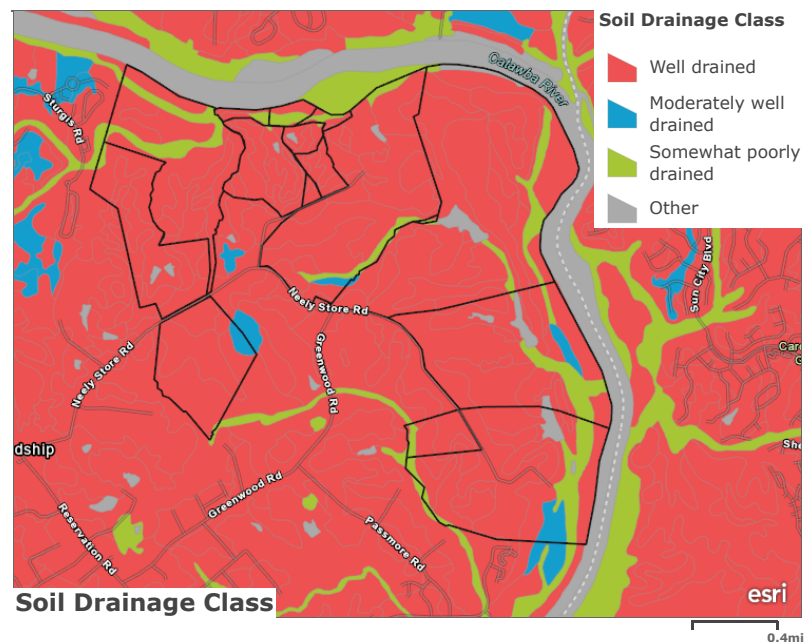 Soil Drainage Class
Well drained
Moderately well
drained
Somewhat poorly
drained
Other
Catawba River
Sturgis Rd
Sun City Blvd
Neely Store Rd
Greenwood Rd
Neely Store Rd
Care
G
dship
She
Greenwood Rd
Reservation Rd
Passmore Rd
esri
Soil Drainage Class
0.4mi